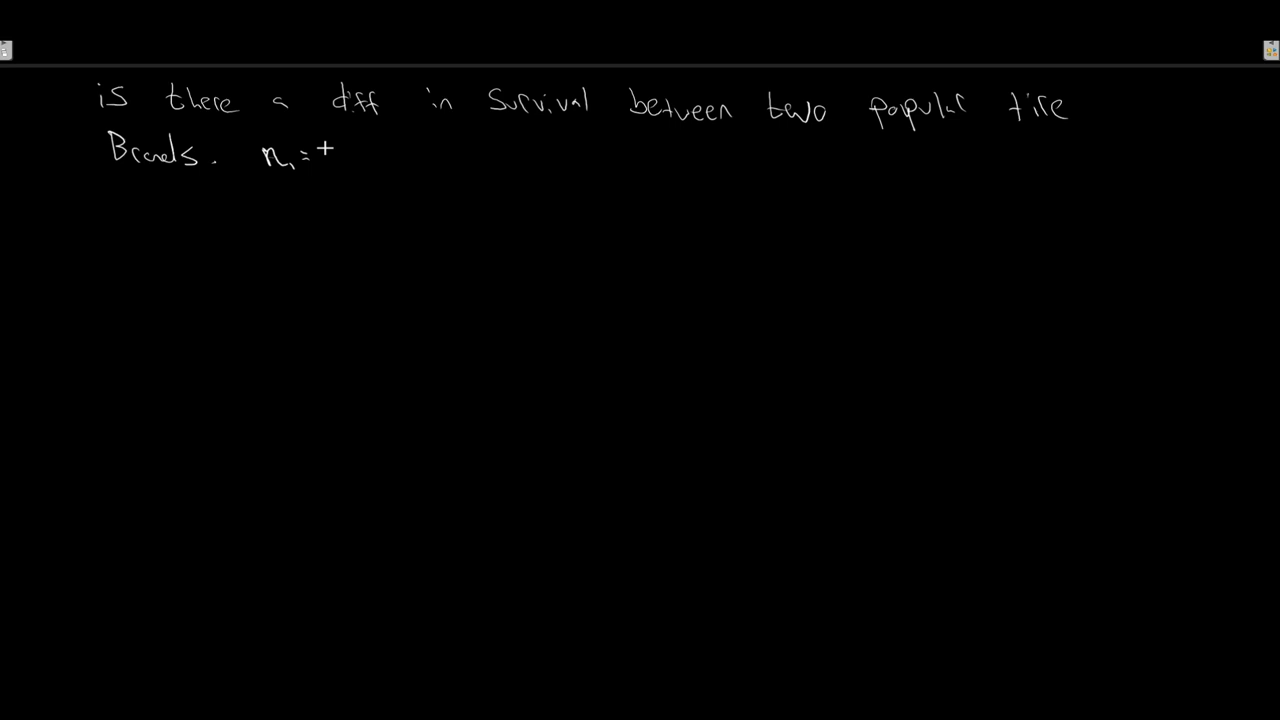 is there a diff in survival between two popular tire
Brands. n₁=+